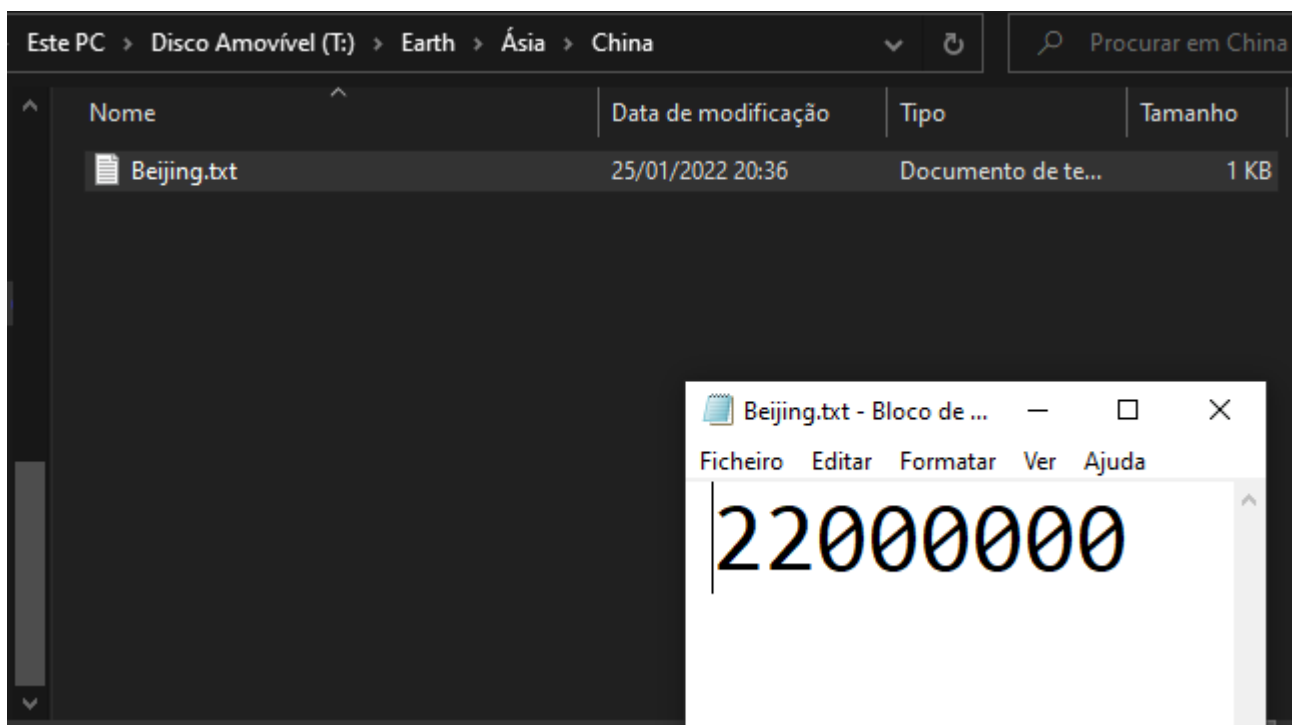 Este PC > Disco Amovível (T:) > Earth > Ásia > China Procurar em China
Nome Data de modificação Tipo Tamanho
Beijing.txt 25/01/2022 20:36 Documento de te... 1 KB
Beijing.txt - Bloco de ...
Ficheiro Editar Formatar Ver Ajuda
22000000